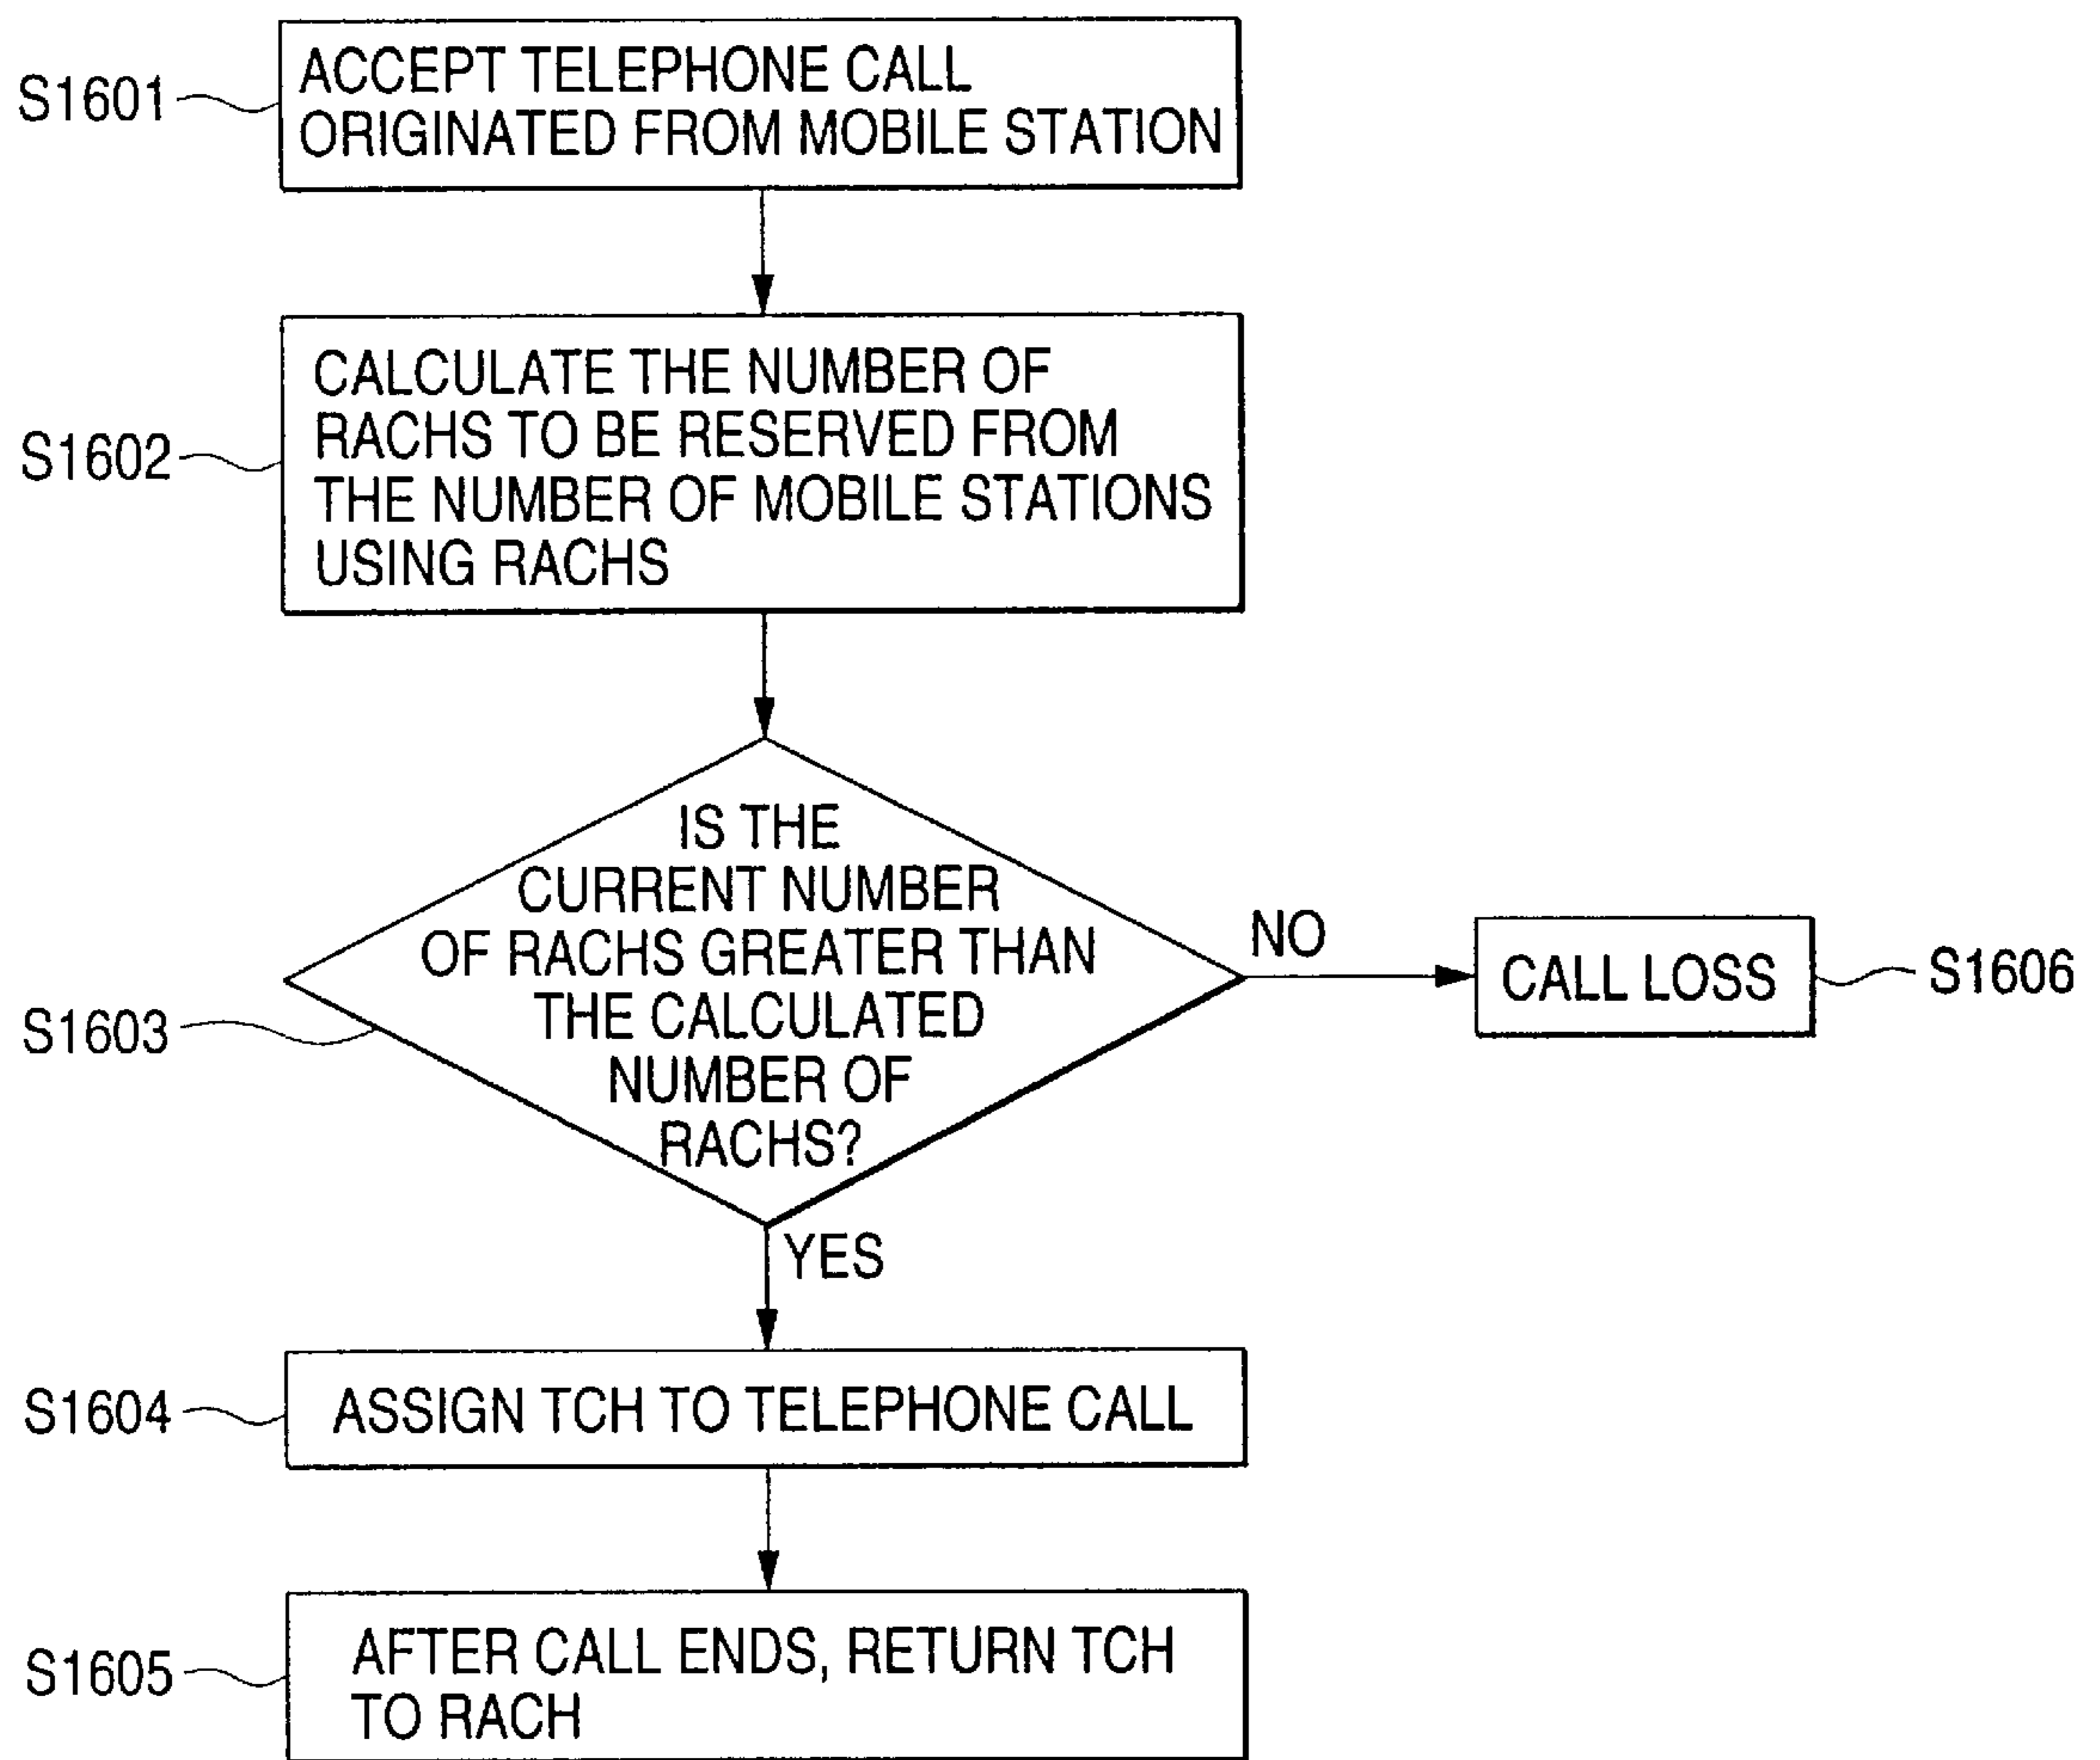 S1601
ACCEPT TELEPHONE CALL
ORIGINATED FROM MOBILE STATION
S1602
CALCULATE THE NUMBER OF
RACHS TO BE RESERVED FROM
THE NUMBER OF MOBILE STATIONS
USING RACHS
S1603
IS THE
CURRENT NUMBER
OF RACHS GREATER THAN
THE CALCULATED
NUMBER OF
RACHS?
NO
CALL LOSS
S1606
YES
S1604
ASSIGN TCH TO TELEPHONE CALL
S1605
AFTER CALL ENDS, RETURN TCH
TO RACH